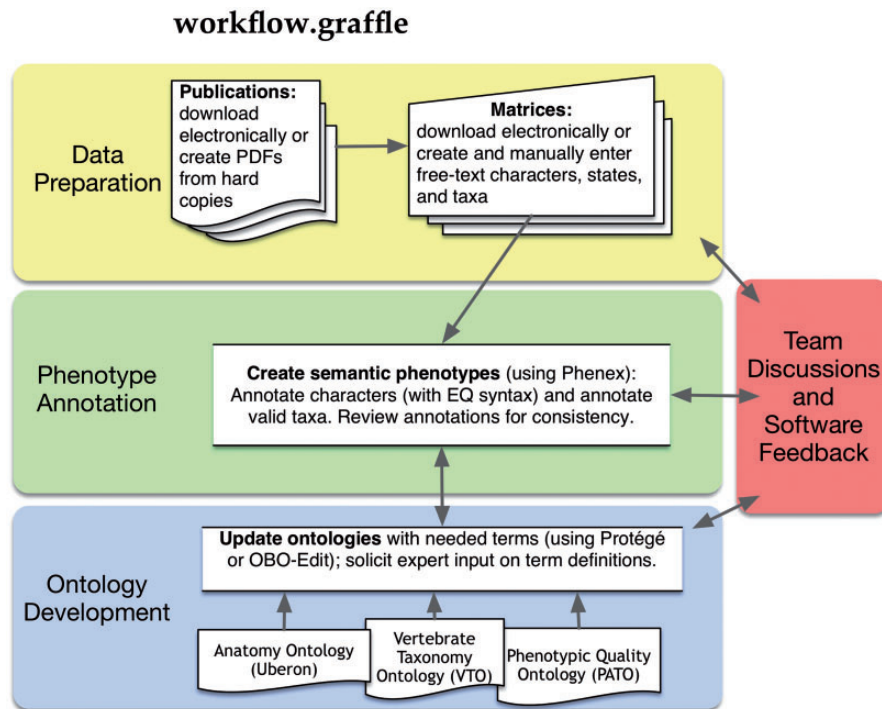 workflow.graffle
Data
Preparation
Publications:
download
electronically or
create PDFs
from hard
copies
Matrices:
download electronically or
create and manually enter
free-text characters, states,
and taxa
Phenotype
Annotation
Create semantic phenotypes (using Phenex):
Annotate characters (with EQ syntax) and annotate
valid taxa. Review annotations for consistency.
Team
Discussions
and
Software
Feedback
Ontology
Development
Update ontologies with needed terms (using Protégé
or OBO-Edit); solicit expert input on term definitions.
Anatomy Ontology
(Uberon)
Vertebrate
Taxonomy
Ontology (VTO)
Phenotypic Quality
Ontology (PATO)